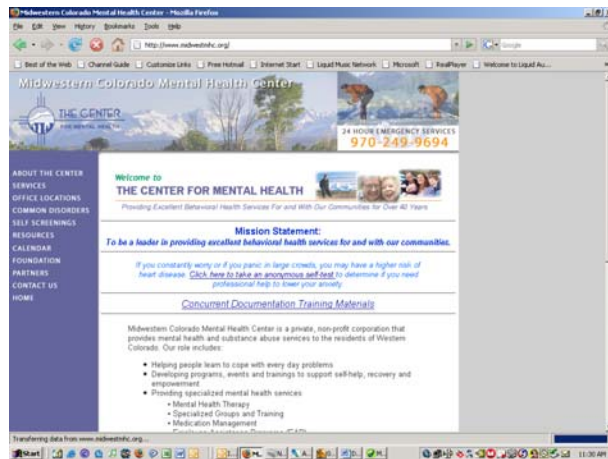 Midwestern Colorado Mental Health Center - Mozilla Firefox
File Edit View History Bookmarks Tools Help
http://www.midwestmhc.org/
Google
Best of the Web Channel Guide Customize Links Free Hotmail Internet Start Liquid Music Network Microsoft RealPlayer Welcome to Liquid Au...
Midwestern Colorado Mental Health Center
THE CENTER
FOR MENTAL HEALTH
24 HOUR EMERGENCY SERVICES
970-249-9694
ABOUT THE CENTER
SERVICES
OFFICE LOCATIONS
COMMON DISORDERS
SELF SCREENINGS
RESOURCES
CALENDAR
FOUNDATION
PARTNERS
CONTACT US
HOME
Welcome to
THE CENTER FOR MENTAL HEALTH
Providing Excellent Behavioral Health Services For and With Our Communities for Over 40 Years
Mission Statement:
To be a leader in providing excellent behavioral health services for and with our communities.
If you constantly worry or if you panic in large crowds, you may have a higher risk of
heart disease. Click here to take an anonymous self-test to determine if you need
professional help to lower your anxiety.
Concurrent Documentation Training Materials
Midwestern Colorado Mental Health Center is a private, non-profit corporation that
provides mental health and substance abuse services to the residents of Western
Colorado. Our role includes:
• Helping people learn to cope with every day problems
• Developing programs, events and trainings to support self-help, recovery and
empowerment
• Providing specialized mental health services
• Mental Health Therapy
• Specialized Groups and Training
• Medication Management
Transferring data from www.midwestmhc.org...
Start
11:30 AM